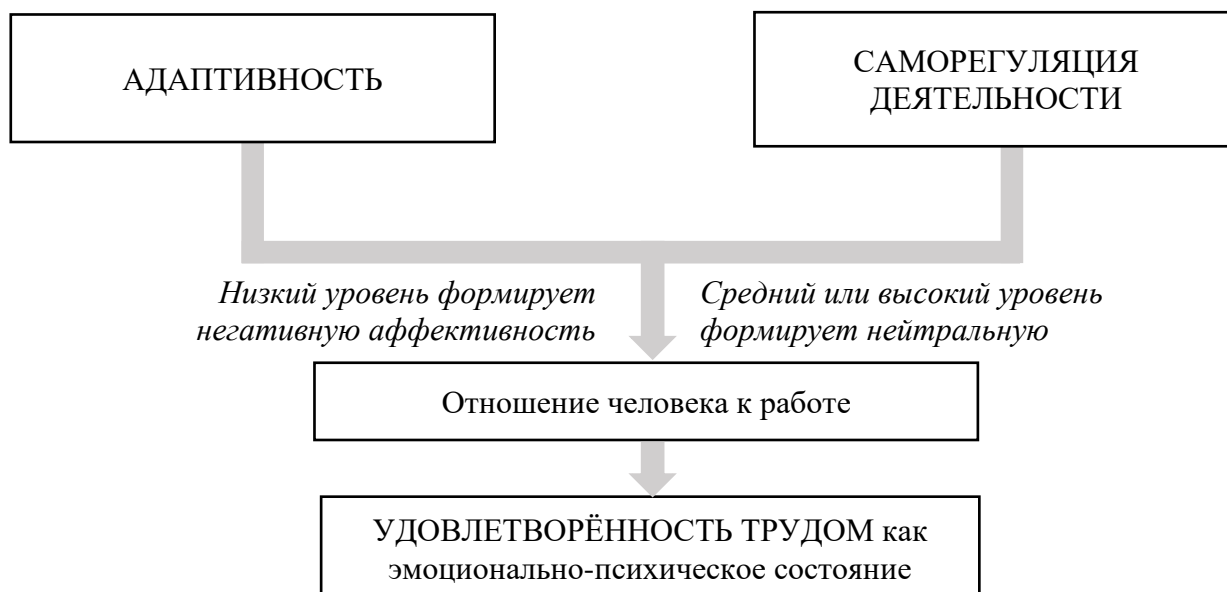 АДАПТИВНОСТЬ
САМОРЕГУЛЯЦИЯ
ДЕЯТЕЛЬНОСТИ
Низкий уровень формирует
негативную аффективность
Средний или высокий уровень
формирует нейтральную
Отношение человека к работе
УДОВЛЕТВОРЁННОСТЬ ТРУДОМ как
эмоционально-психическое состояние